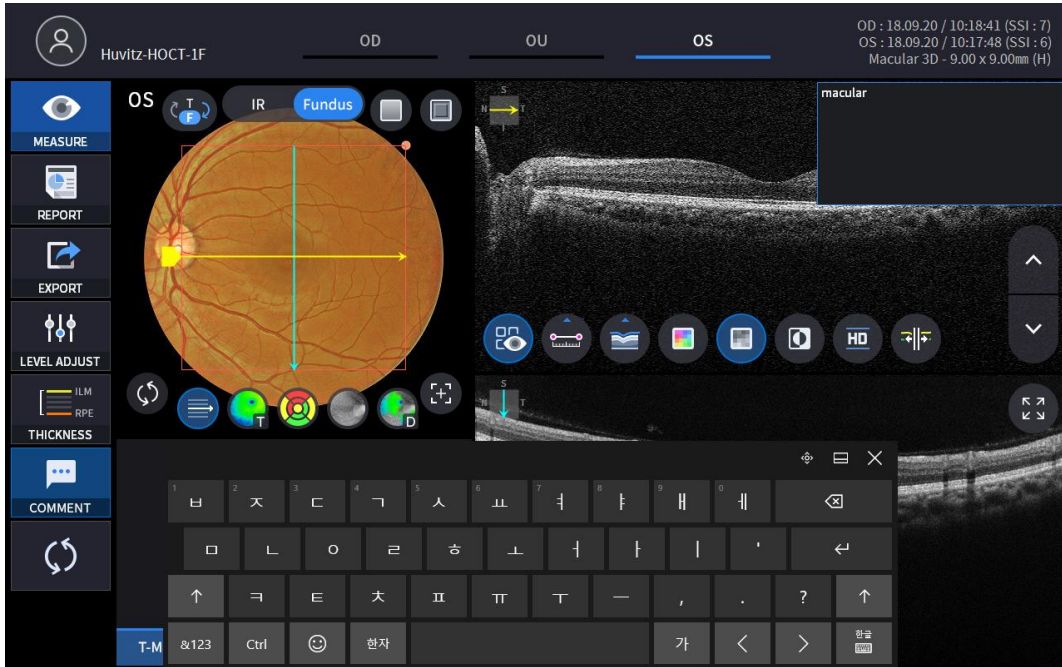 Huvitz-HOCT-1F
OD
OU
OS
OD : 18.09.20 / 10:18:41 (SSI : 7)
OS : 18.09.20 / 10:17:48 (SSI : 6)
Macular 3D - 9.00 x 9.00mm (H)
MEASURE
REPORT
EXPORT
LEVEL ADJUST
ILM
RPE
THICKNESS
COMMENT
OS
T
F
IR
Fundus
T
D
S
N T
I
macular
HD
S
N T
1 ㅂ 2 ㅈ 3 ㄷ 4 ㄱ 5 ㅅ 6 ㅛ 7 ㅕ 8 ㅑ 9 ㅐ 0 ㅔ
ㅁ ㄴ ㅇ ㄹ ㅎ ㅗ ㅓ ㅏ ㅣ '
ㅋ ㅌ ㅊ ㅍ ㅠ ㅜ ㅡ , . ?
T-M
&123 Ctrl 한자 가 한글